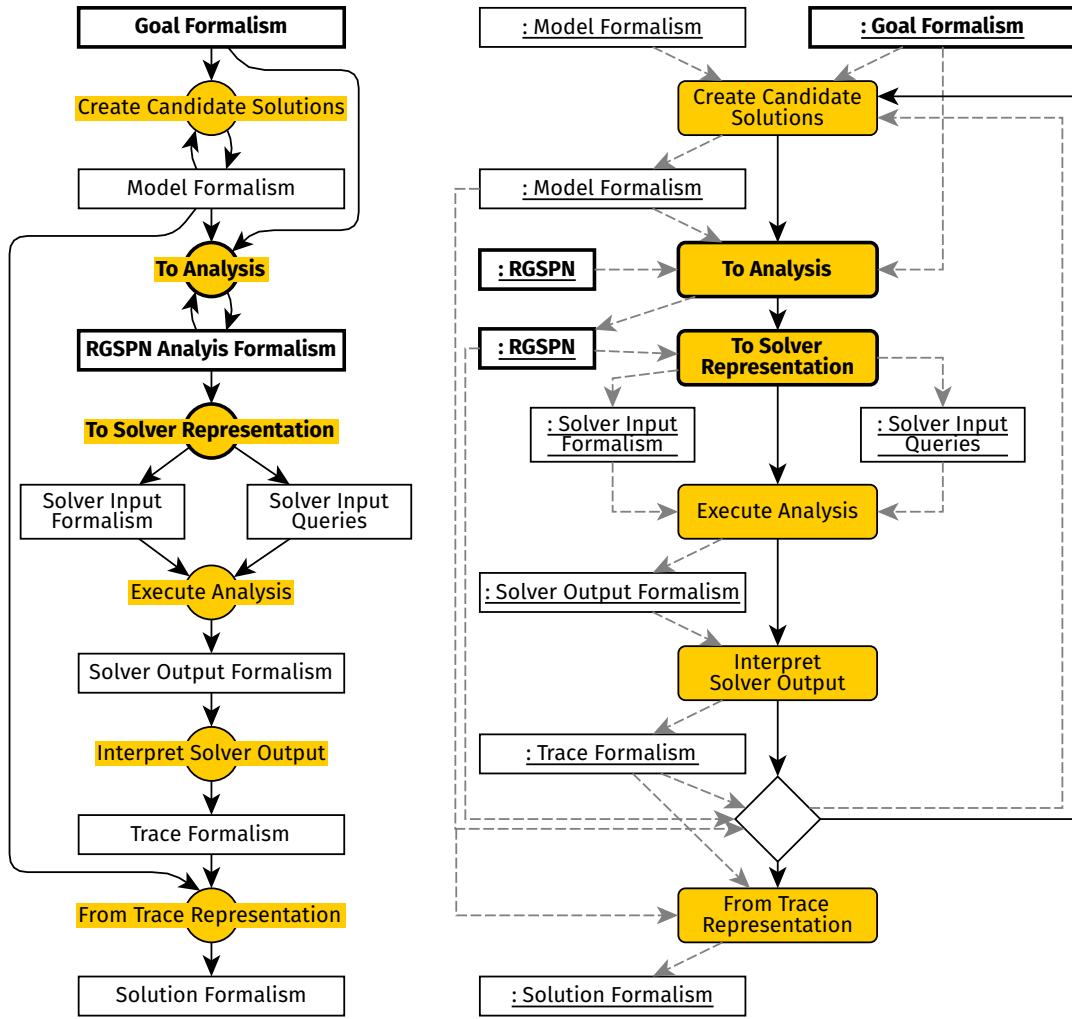 Goal Formalism
Create Candidate Solutions
Model Formalism
To Analysis
RGSPN Analyis Formalism
To Solver Representation
Solver Input
Formalism
Solver Input
Queries
Execute Analysis
Solver Output Formalism
Interpret Solver Output
Trace Formalism
From Trace Representation
Solution Formalism
: Model Formalism
: Goal Formalism
Create Candidate
Solutions
: Model Formalism
: RGSPN
To Analysis
: RGSPN
To Solver
Representation
: Solver Input
Formalism
: Solver Input
Queries
Execute Analysis
: Solver Output Formalism
Interpret
Solver Output
: Trace Formalism
From Trace
Representation
: Solution Formalism